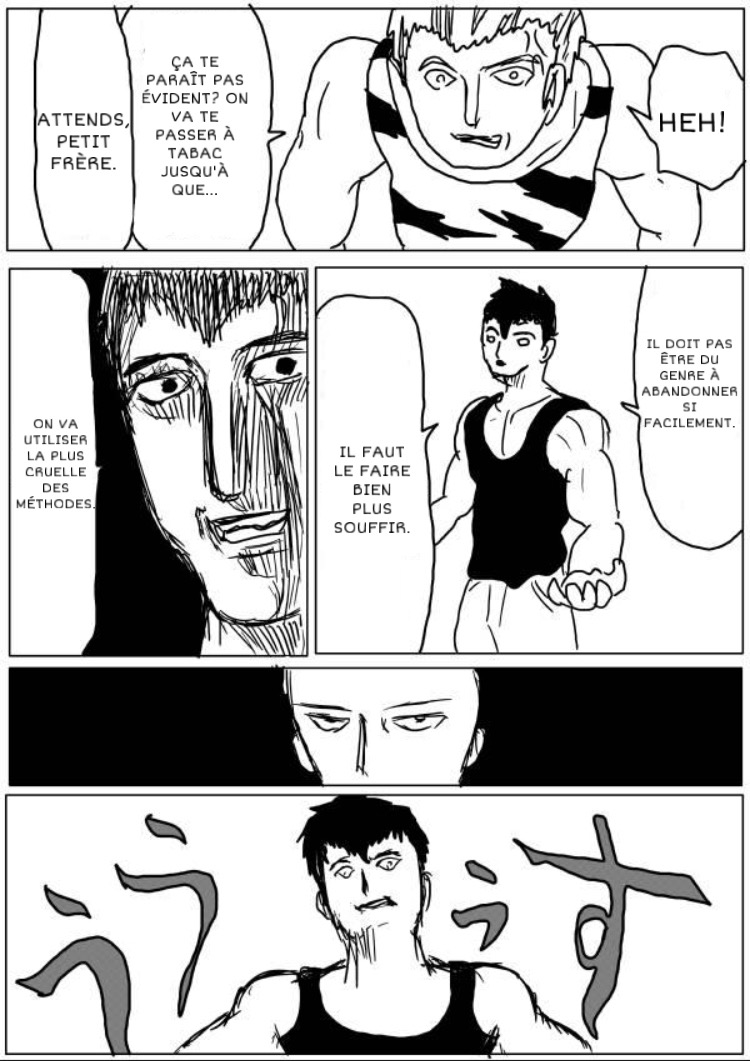 HEH!
ÇA TE
PARAÎT PAS
ÉVIDENT? ON
VA TE
PASSER À
TABAC
JUSQU'À
QUE...
ATTENDS,
PETIT
FRÈRE.
IL DOIT PAS
ÊTRE DU
GENRE À
ABANDONNER
SI
FACILEMENT.
IL FAUT
LE FAIRE
BIEN
PLUS
SOUFFIR.
ON VA
UTILISER
LA PLUS
CRUELLE
DES
MÉTHODES.
すぅうう